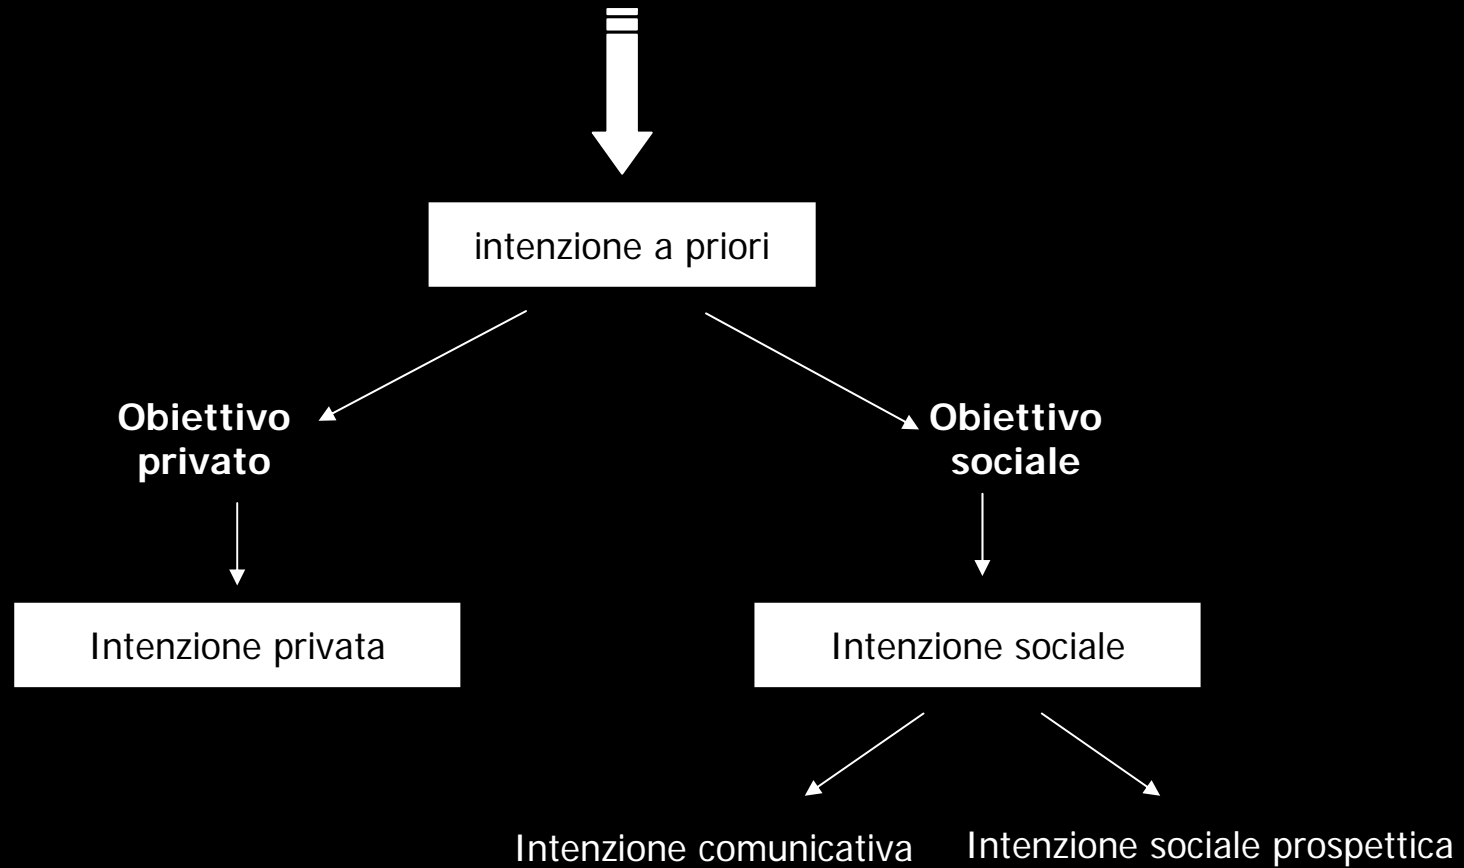 intenzione a priori
Obiettivo
privato
Obiettivo
sociale
Intenzione privata
Intenzione sociale
Intenzione comunicativa
Intenzione sociale prospettica